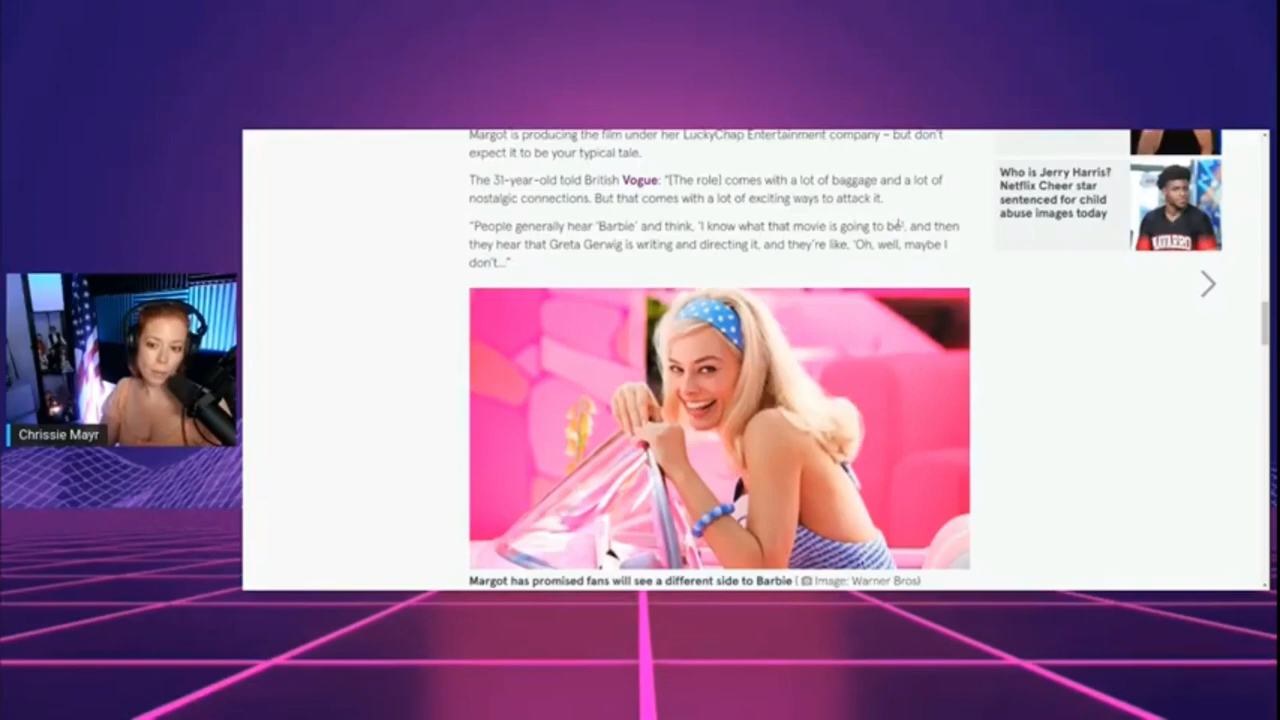 Margot is producing the film under her LuckyChap Entertainment company – but don't
expect it to be your typical tale.
The 31-year-old told British Vogue: "[The role] comes with a lot of baggage and a lot of
nostalgic connections. But that comes with a lot of exciting ways to attack it.
"People generally hear 'Barbie' and think, 'I know what that movie is going to be', and then
they hear that Greta Gerwig is writing and directing it, and they're like, 'Oh, well, maybe I
don't..."
Margot has promised fans will see a different side to Barbie ( Image: Warner Bros)
Who is Jerry Harris?
Netflix Cheer star
sentenced for child
abuse images today
Chrissie Mayr